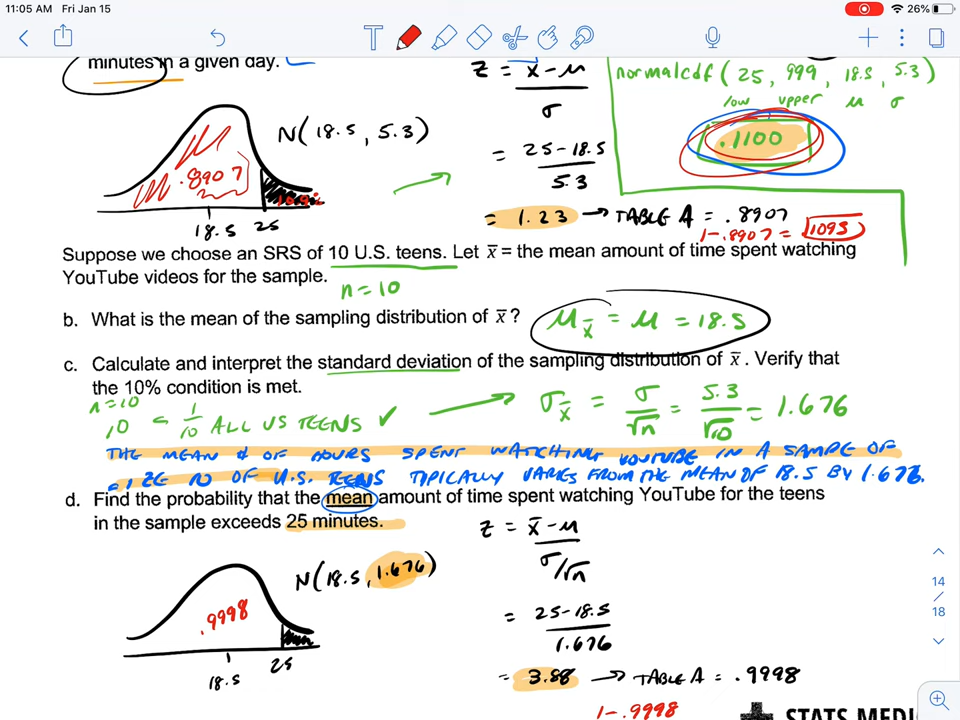 11:05 AM Fri Jan 15
26%
minutes in a given day.
z = x̄ - μ
σ
normalcdf (25, 999, 18.5, 5.3)
low upper μ σ
.1100
N(18.5, 5.3)
.8907
18.5 25
= 25-18.5
5.3
= 1.23 → TABLE A = .8907
1-.8907 = .1093
Suppose we choose an SRS of 10 U.S. teens. Let x̄ = the mean amount of time spent watching
YouTube videos for the sample.
n=10
b. What is the mean of the sampling distribution of x̄?
μx̄ = μ = 18.5
c. Calculate and interpret the standard deviation of the sampling distribution of x̄. Verify that
the 10% condition is met.
n=10
10 ≤ 1/10 ALL US TEENS ✓
σx̄ = σ/√n = 5.3/√10 = 1.676
THE MEAN # OF HOURS SPENT WATCHING YOUTUBE IN A SAMPLE OF
SIZE 10 OF U.S. TEENS TYPICALLY VARIES FROM THE MEAN OF 18.5 BY 1.676.
d. Find the probability that the mean amount of time spent watching YouTube for the teens
in the sample exceeds 25 minutes.
z = x̄ - μ
σ/√n
N(18.5, 1.676)
.9998
18.5 25
= 25-18.5
1.676
= 3.88 → TABLE A = .9998
1-.9998
STATS MEDIC
14
/
18